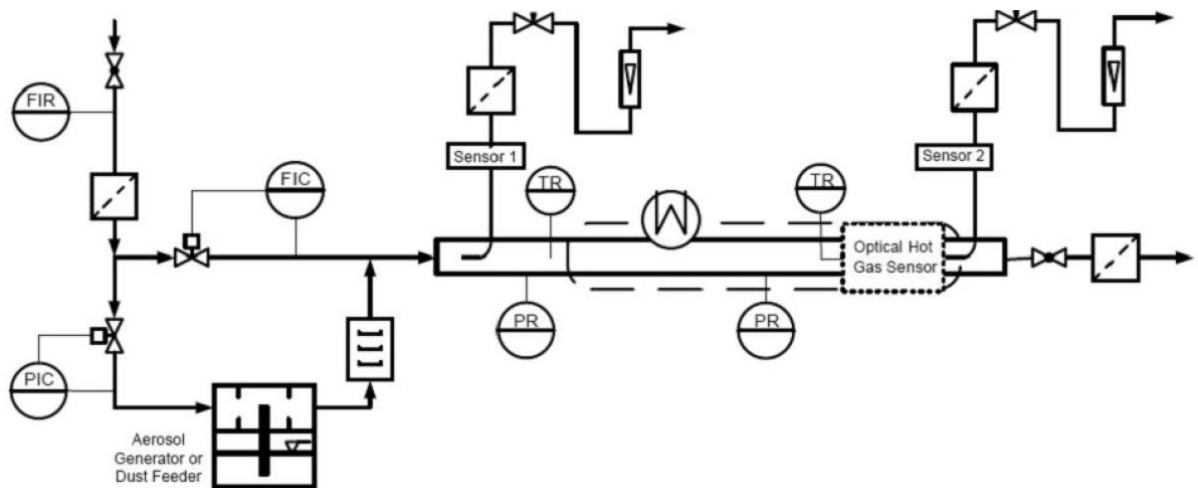 FIR
FIC
Sensor 1
TR
TR
Sensor 2
Optical Hot
Gas Sensor
PR
PR
PIC
Aerosol
Generator or
Dust Feeder